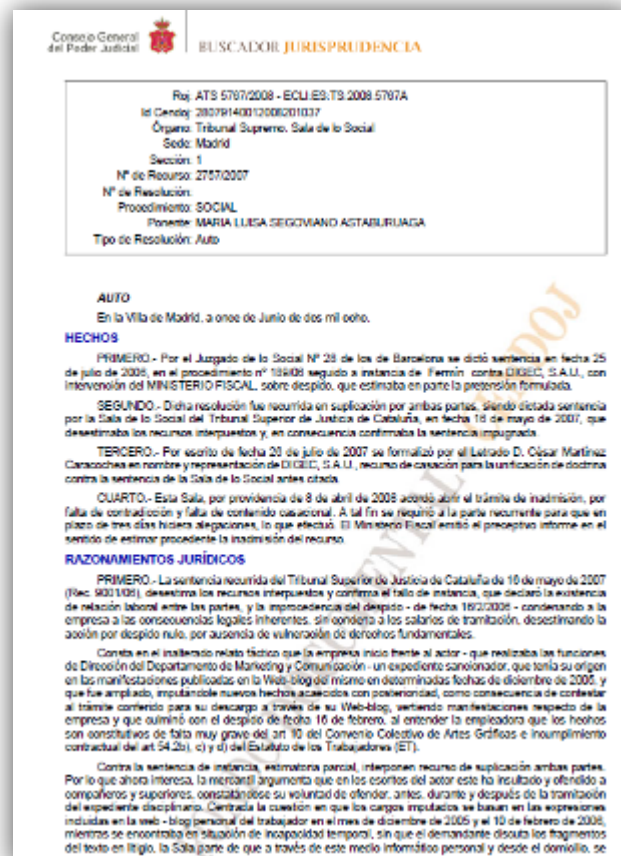 Consejo General
del Poder Judicial
BUSCADOR JURISPRUDENCIA
Roj: ATS 5767/2008 - ECLI:ES:TS:2008:5767A
Id Cendoj: 28079140012008201037
Órgano: Tribunal Supremo. Sala de lo Social
Sede: Madrid
Sección: 1
Nº de Recurso: 2757/2007
Nº de Resolución:
Procedimiento: SOCIAL
Ponente: MARIA LUISA SEGOVIANO ASTABURUAGA
Tipo de Resolución: Auto
AUTO
En la Villa de Madrid, a once de Junio de dos mil ocho.
HECHOS
PRIMERO.- Por el Juzgado de lo Social Nº 28 de los de Barcelona se dictó sentencia en fecha 25
de julio de 2006, en el procedimiento nº 189/06 seguido a instancia de Fermín contra DIGEC, S.A.U., con
intervención del MINISTERIO FISCAL, sobre despido, que estimaba en parte la pretensión formulada.
SEGUNDO.- Dicha resolución fue recurrida en suplicación por ambas partes, siendo dictada sentencia
por la Sala de lo Social del Tribunal Superior de Justicia de Cataluña, en fecha 16 de mayo de 2007, que
desestimaba los recursos interpuestos y, en consecuencia confirmaba la sentencia impugnada.
TERCERO.- Por escrito de fecha 20 de julio de 2007 se formalizó por el Letrado D. César Martínez
Caracochea en nombre y representación de DIGEC, S.A.U., recurso de casación para la unificación de doctrina
contra la sentencia de la Sala de lo Social antes citada.
CUARTO.- Esta Sala, por providencia de 8 de abril de 2008 acordó abrir el trámite de inadmisión, por
falta de contradicción y falta de contenido casacional. A tal fin se requirió a la parte recurrente para que en
plazo de tres días hiciera alegaciones, lo que efectuó. El Ministerio Fiscal emitió el preceptivo informe en el
sentido de estimar procedente la inadmisión del recurso.
RAZONAMIENTOS JURÍDICOS
PRIMERO.- La sentencia recurrida del Tribunal Superior de Justicia de Cataluña de 16 de mayo de 2007
(Rec. 9001/06), desestima los recursos interpuestos y confirma el fallo de instancia, que declaró la existencia
de relación laboral entre las partes, y la improcedencia del despido - de fecha 16/2/2006 - condenando a la
empresa a las consecuencias legales inherentes, sin condena a los salarios de tramitación, desestimando la
acción por despido nulo, por ausencia de vulneración de derechos fundamentales.
Consta en el inalterado relato fáctico que la empresa inicio frente al actor - que realizaba las funciones
de Dirección del Departamento de Marketing y Comunicación - un expediente sancionador, que tenía su origen
en las manifestaciones publicadas en la Web-blog del mismo en determinadas fechas de diciembre de 2005, y
que fue ampliado, imputándole nuevos hechos acaecidos con posterioridad, como consecuencia de contestar
al trámite conferido para su descargo a través de su Web-blog, vertiendo manifestaciones respecto de la
empresa y que culminó con el despido de fecha 16 de febrero, al entender la empleadora que los hechos
son constitutivos de falta muy grave del art 10 del Convenio Colectivo de Artes Gráficas e incumplimiento
contractual del art 54.2b), c) y d) del Estatuto de los Trabajadores (ET).
Contra la sentencia de instancia, estimatoria parcial, interponen recurso de suplicación ambas partes.
Por lo que ahora interesa, la mercantil argumenta que en los escritos del actor este ha insultado y ofendido a
compañeros y superiores, constatándose su voluntad de ofender, antes, durante y después de la tramitación
del expediente disciplinario. Centrada la cuestión en que los cargos imputados se basan en las expresiones
incluidas en la web - blog personal del trabajador en el mes de diciembre 2005 y el 10 de febrero de 2006,
mientras se encontraba en situación de incapacidad temporal, sin que el demandante discuta los fragmentos
del texto en litigio, la Sala parte de que a través de este medio informático personal y desde el domicilio, se